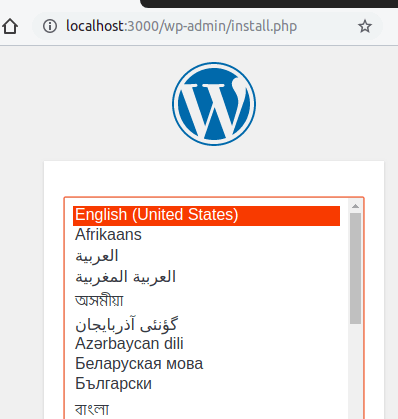 localhost:3000/wp-admin/install.php
W
English (United States)
Afrikaans
العربية
العربية المغربية
অসমীয়া
گؤنئی آذربایجان
Azərbaycan dili
Беларуская мова
Български
বাংলা